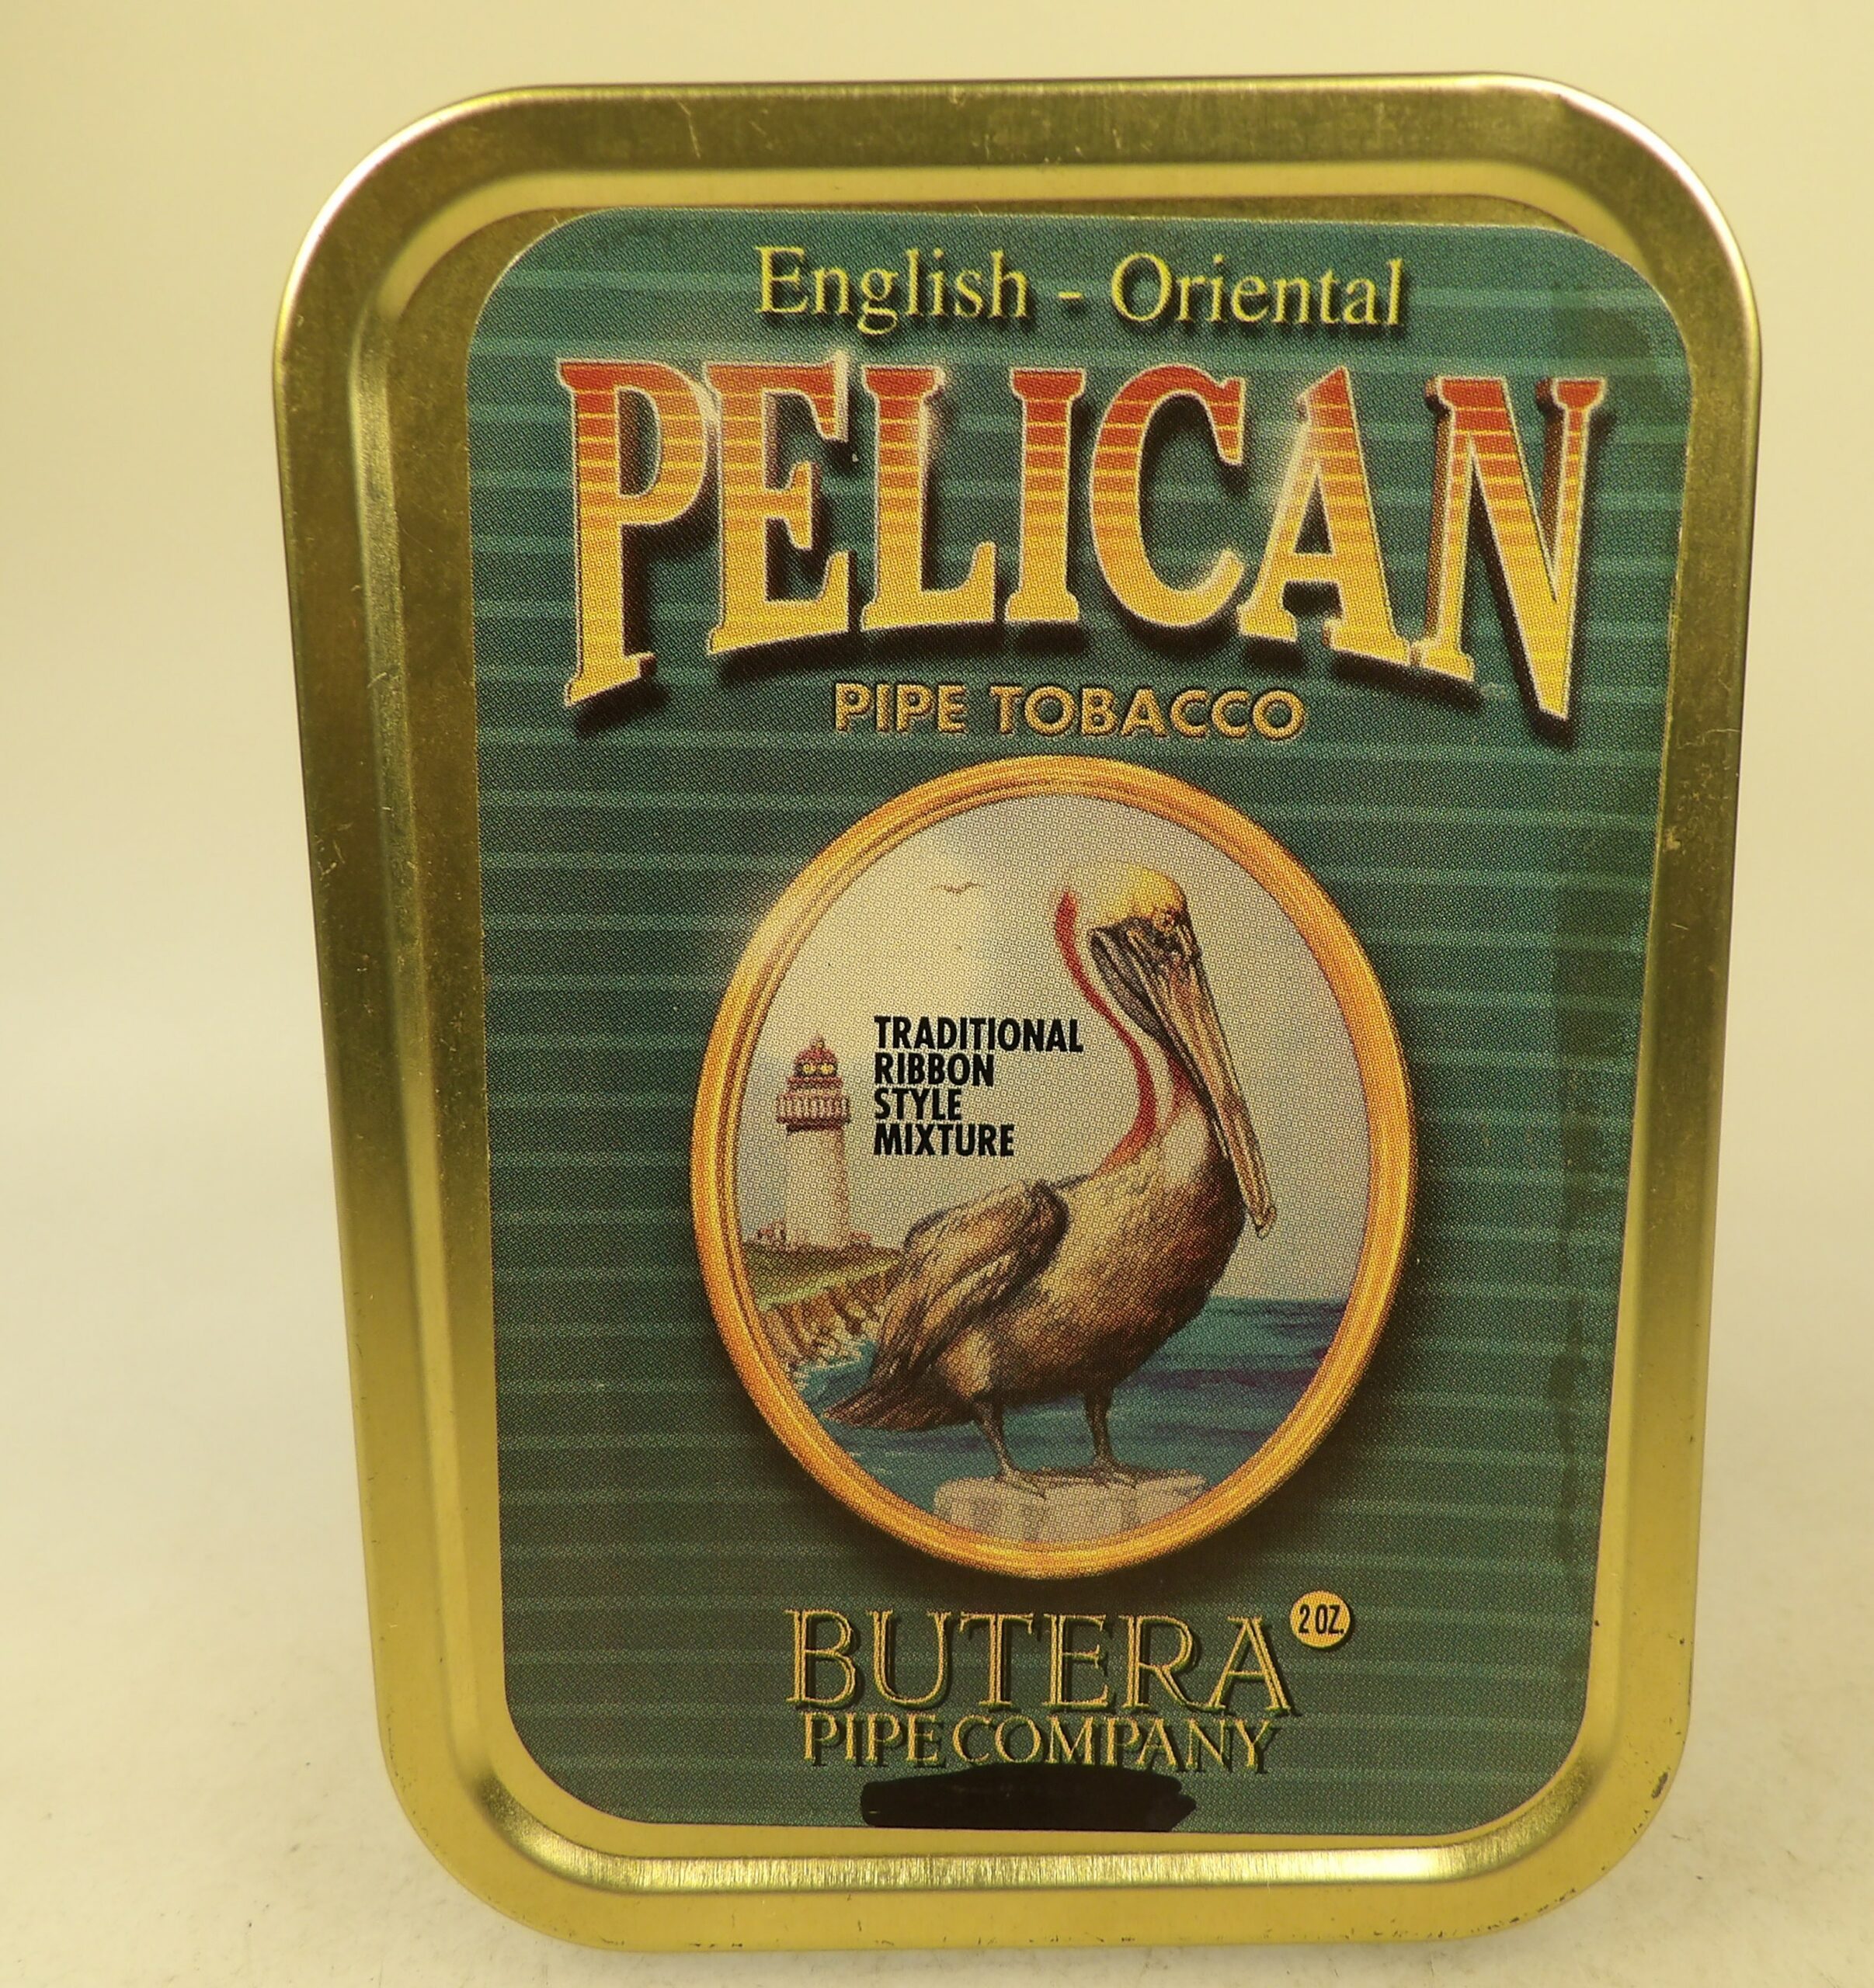 English - Oriental
PELICAN
PIPE TOBACCO
TRADITIONAL
RIBBON
STYLE
MIXTURE
BUTERA 2 OZ.
PIPE COMPANY